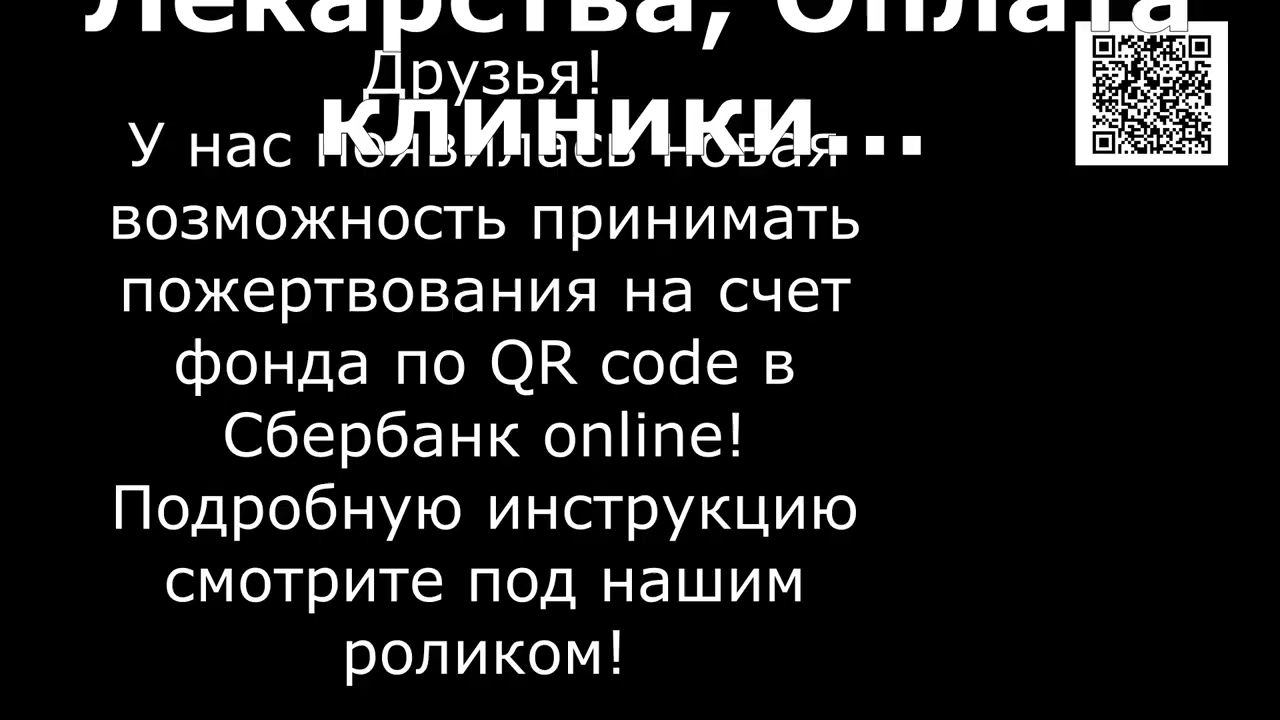 Лекарства, Оплата
клиники...
Друзья!
У нас появилась новая
возможность принимать
пожертвования на счет
фонда по QR code в
Сбербанк online!
Подробную инструкцию
смотрите под нашим
роликом!